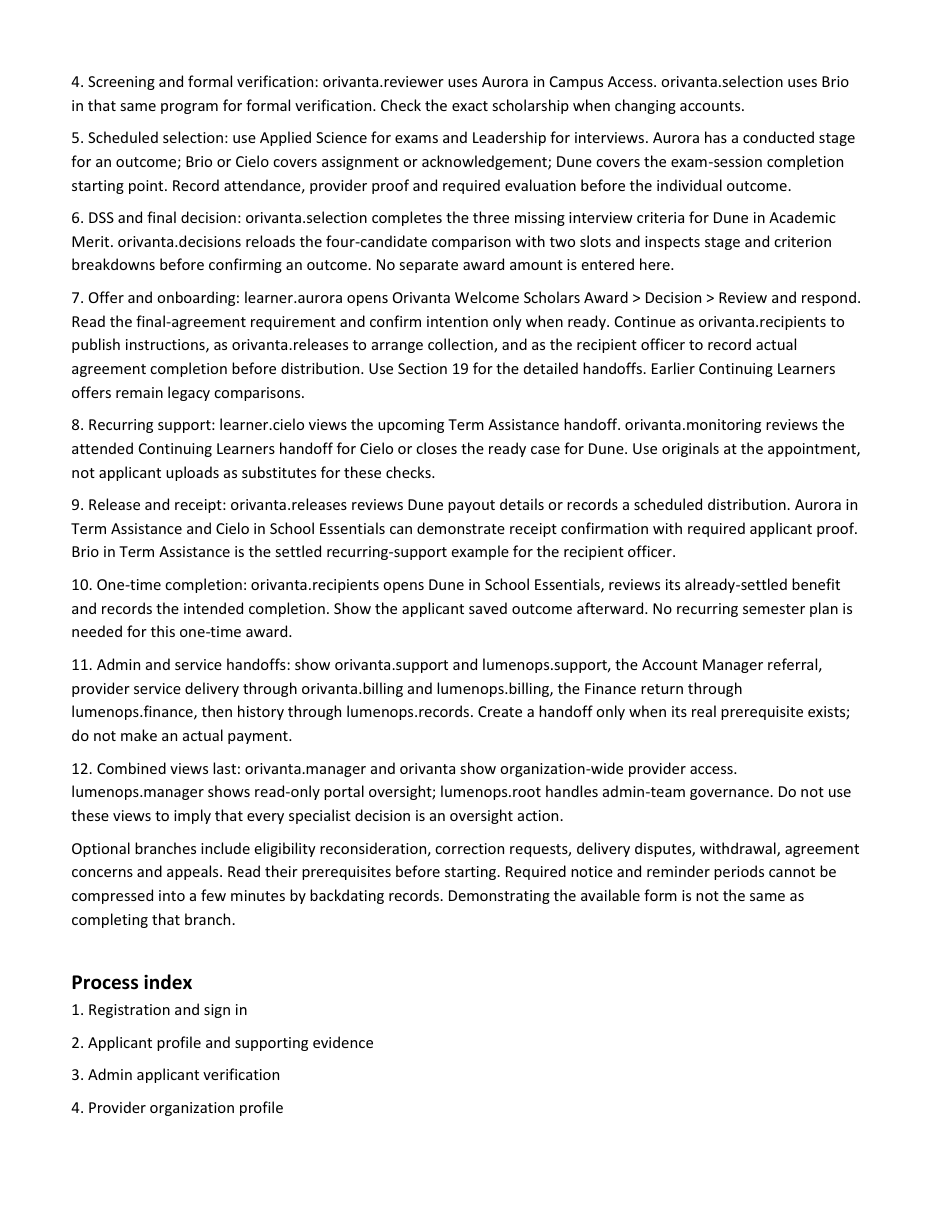 4. Screening and formal verification: orivanta.reviewer uses Aurora in Campus Access. orivanta.selection uses Brio
in that same program for formal verification. Check the exact scholarship when changing accounts.
5. Scheduled selection: use Applied Science for exams and Leadership for interviews. Aurora has a conducted stage
for an outcome; Brio or Cielo covers assignment or acknowledgement; Dune covers the exam-session completion
starting point. Record attendance, provider proof and required evaluation before the individual outcome.
6. DSS and final decision: orivanta.selection completes the three missing interview criteria for Dune in Academic
Merit. orivanta.decisions reloads the four-candidate comparison with two slots and inspects stage and criterion
breakdowns before confirming an outcome. No separate award amount is entered here.
7. Offer and onboarding: learner.aurora opens Orivanta Welcome Scholars Award > Decision > Review and respond.
Read the final-agreement requirement and confirm intention only when ready. Continue as orivanta.recipients to
publish instructions, as orivanta.releases to arrange collection, and as the recipient officer to record actual
agreement completion before distribution. Use Section 19 for the detailed handoffs. Earlier Continuing Learners
offers remain legacy comparisons.
8. Recurring support: learner.cielo views the upcoming Term Assistance handoff. orivanta.monitoring reviews the
attended Continuing Learners handoff for Cielo or closes the ready case for Dune. Use originals at the appointment,
not applicant uploads as substitutes for these checks.
9. Release and receipt: orivanta.releases reviews Dune payout details or records a scheduled distribution. Aurora in
Term Assistance and Cielo in School Essentials can demonstrate receipt confirmation with required applicant proof.
Brio in Term Assistance is the settled recurring-support example for the recipient officer.
10. One-time completion: orivanta.recipients opens Dune in School Essentials, reviews its already-settled benefit
and records the intended completion. Show the applicant saved outcome afterward. No recurring semester plan is
needed for this one-time award.
11. Admin and service handoffs: show orivanta.support and lumenops.support, the Account Manager referral,
provider service delivery through orivanta.billing and lumenops.billing, the Finance return through
lumenops.finance, then history through lumenops.records. Create a handoff only when its real prerequisite exists;
do not make an actual payment.
12. Combined views last: orivanta.manager and orivanta show organization-wide provider access.
lumenops.manager shows read-only portal oversight; lumenops.root handles admin-team governance. Do not use
these views to imply that every specialist decision is an oversight action.
Optional branches include eligibility reconsideration, correction requests, delivery disputes, withdrawal, agreement
concerns and appeals. Read their prerequisites before starting. Required notice and reminder periods cannot be
compressed into a few minutes by backdating records. Demonstrating the available form is not the same as
completing that branch.
Process index
1. Registration and sign in
2. Applicant profile and supporting evidence
3. Admin applicant verification
4. Provider organization profile